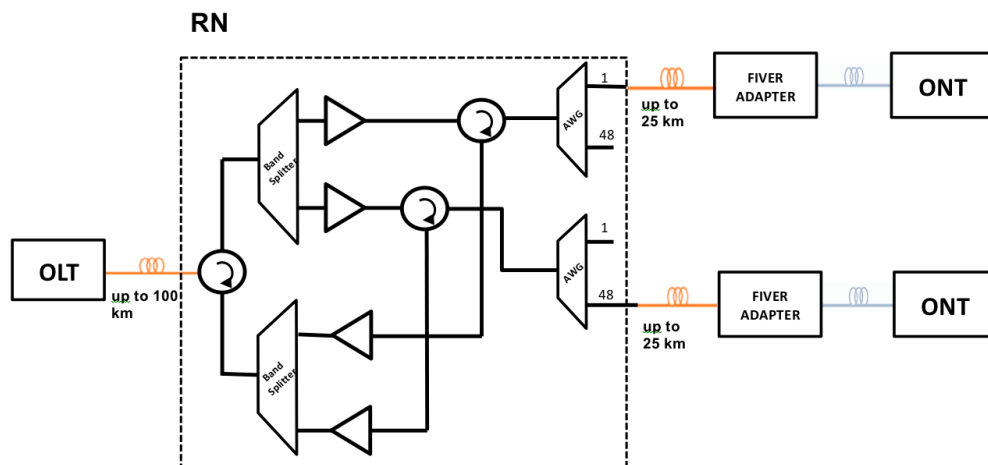 RN
1
up to
25 km
FIVER
ADAPTER
ONT
AWG
48
Band
Splitter
OLT
up to 100
km
1
AWG
48
up to
25 km
FIVER
ADAPTER
ONT
Band
Splitter